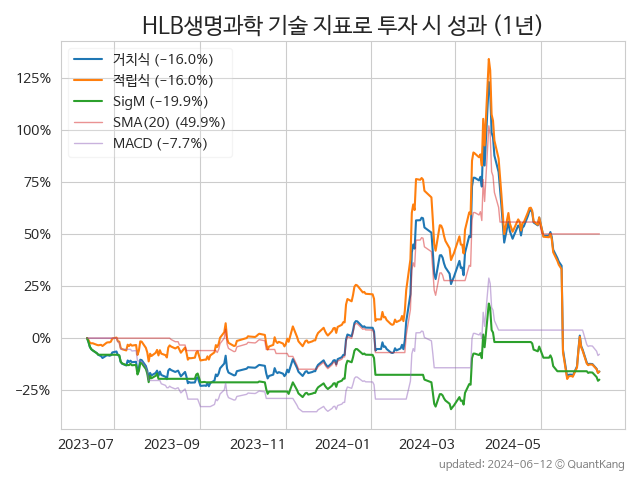 HLB생명과학 기술 지표로 투자 시 성과 (1년)
거치식 (−16.0%)
적립식 (−16.0%)
SigM (−19.9%)
SMA(20) (49.9%)
MACD (−7.7%)
125%
100%
75%
50%
25%
0%
−25%
2023-07 2023-09 2023-11 2024-01 2024-03 2024-05
updated: 2024-06-12 ⓒ QuantKang